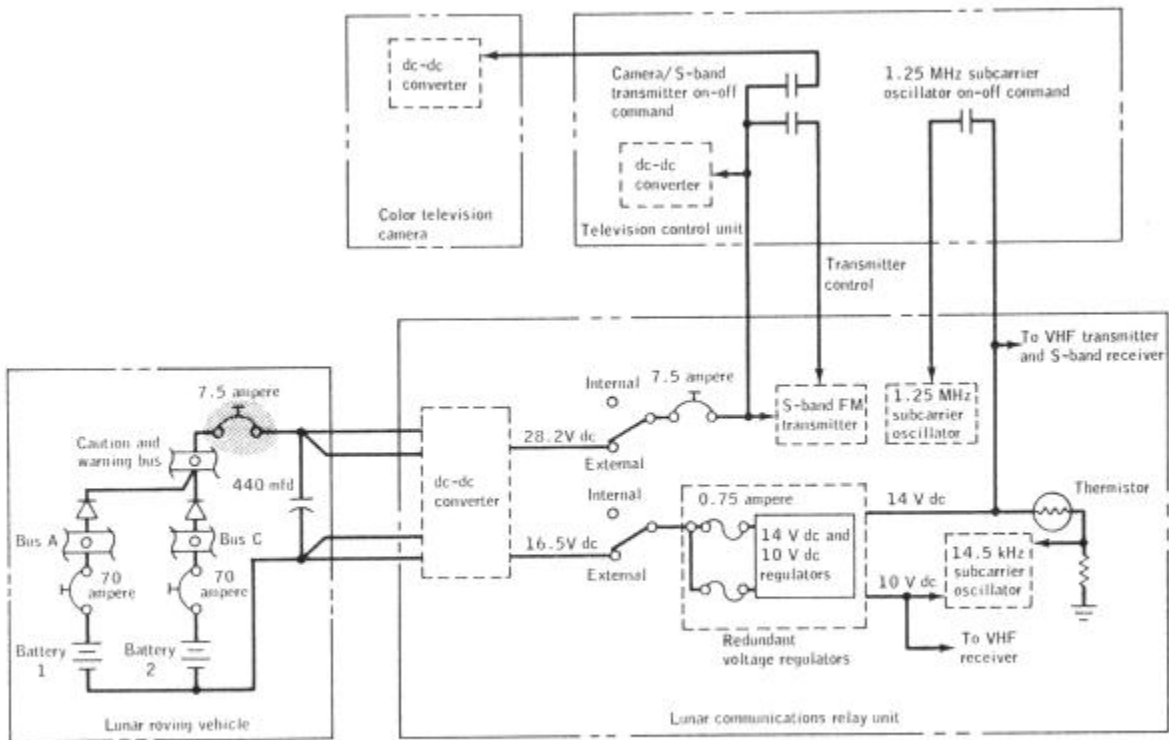 dc-dc
converter
Color television
camera
Camera/S-band
transmitter on-off
command
1.25 MHz subcarrier
oscillator on-off command
dc-dc
converter
Television control unit
Transmitter
control
To VHF transmitter
and S-band receiver
7.5 ampere
Caution and
warning bus
440 mfd
Bus A
Bus C
70
ampere
70
ampere
Battery
1
Battery
2
Lunar roving vehicle
dc-dc
converter
28.2V dc
Internal
External
7.5 ampere
S-band FM
transmitter
1.25 MHz
subcarrier
oscillator
16.5V dc
Internal
External
0.75 ampere
14 V dc and
10 V dc
regulators
Redundant
voltage regulators
14 V dc
10 V dc
Thermistor
14.5 kHz
subcarrier
oscillator
To VHF
receiver
Lunar communications relay unit